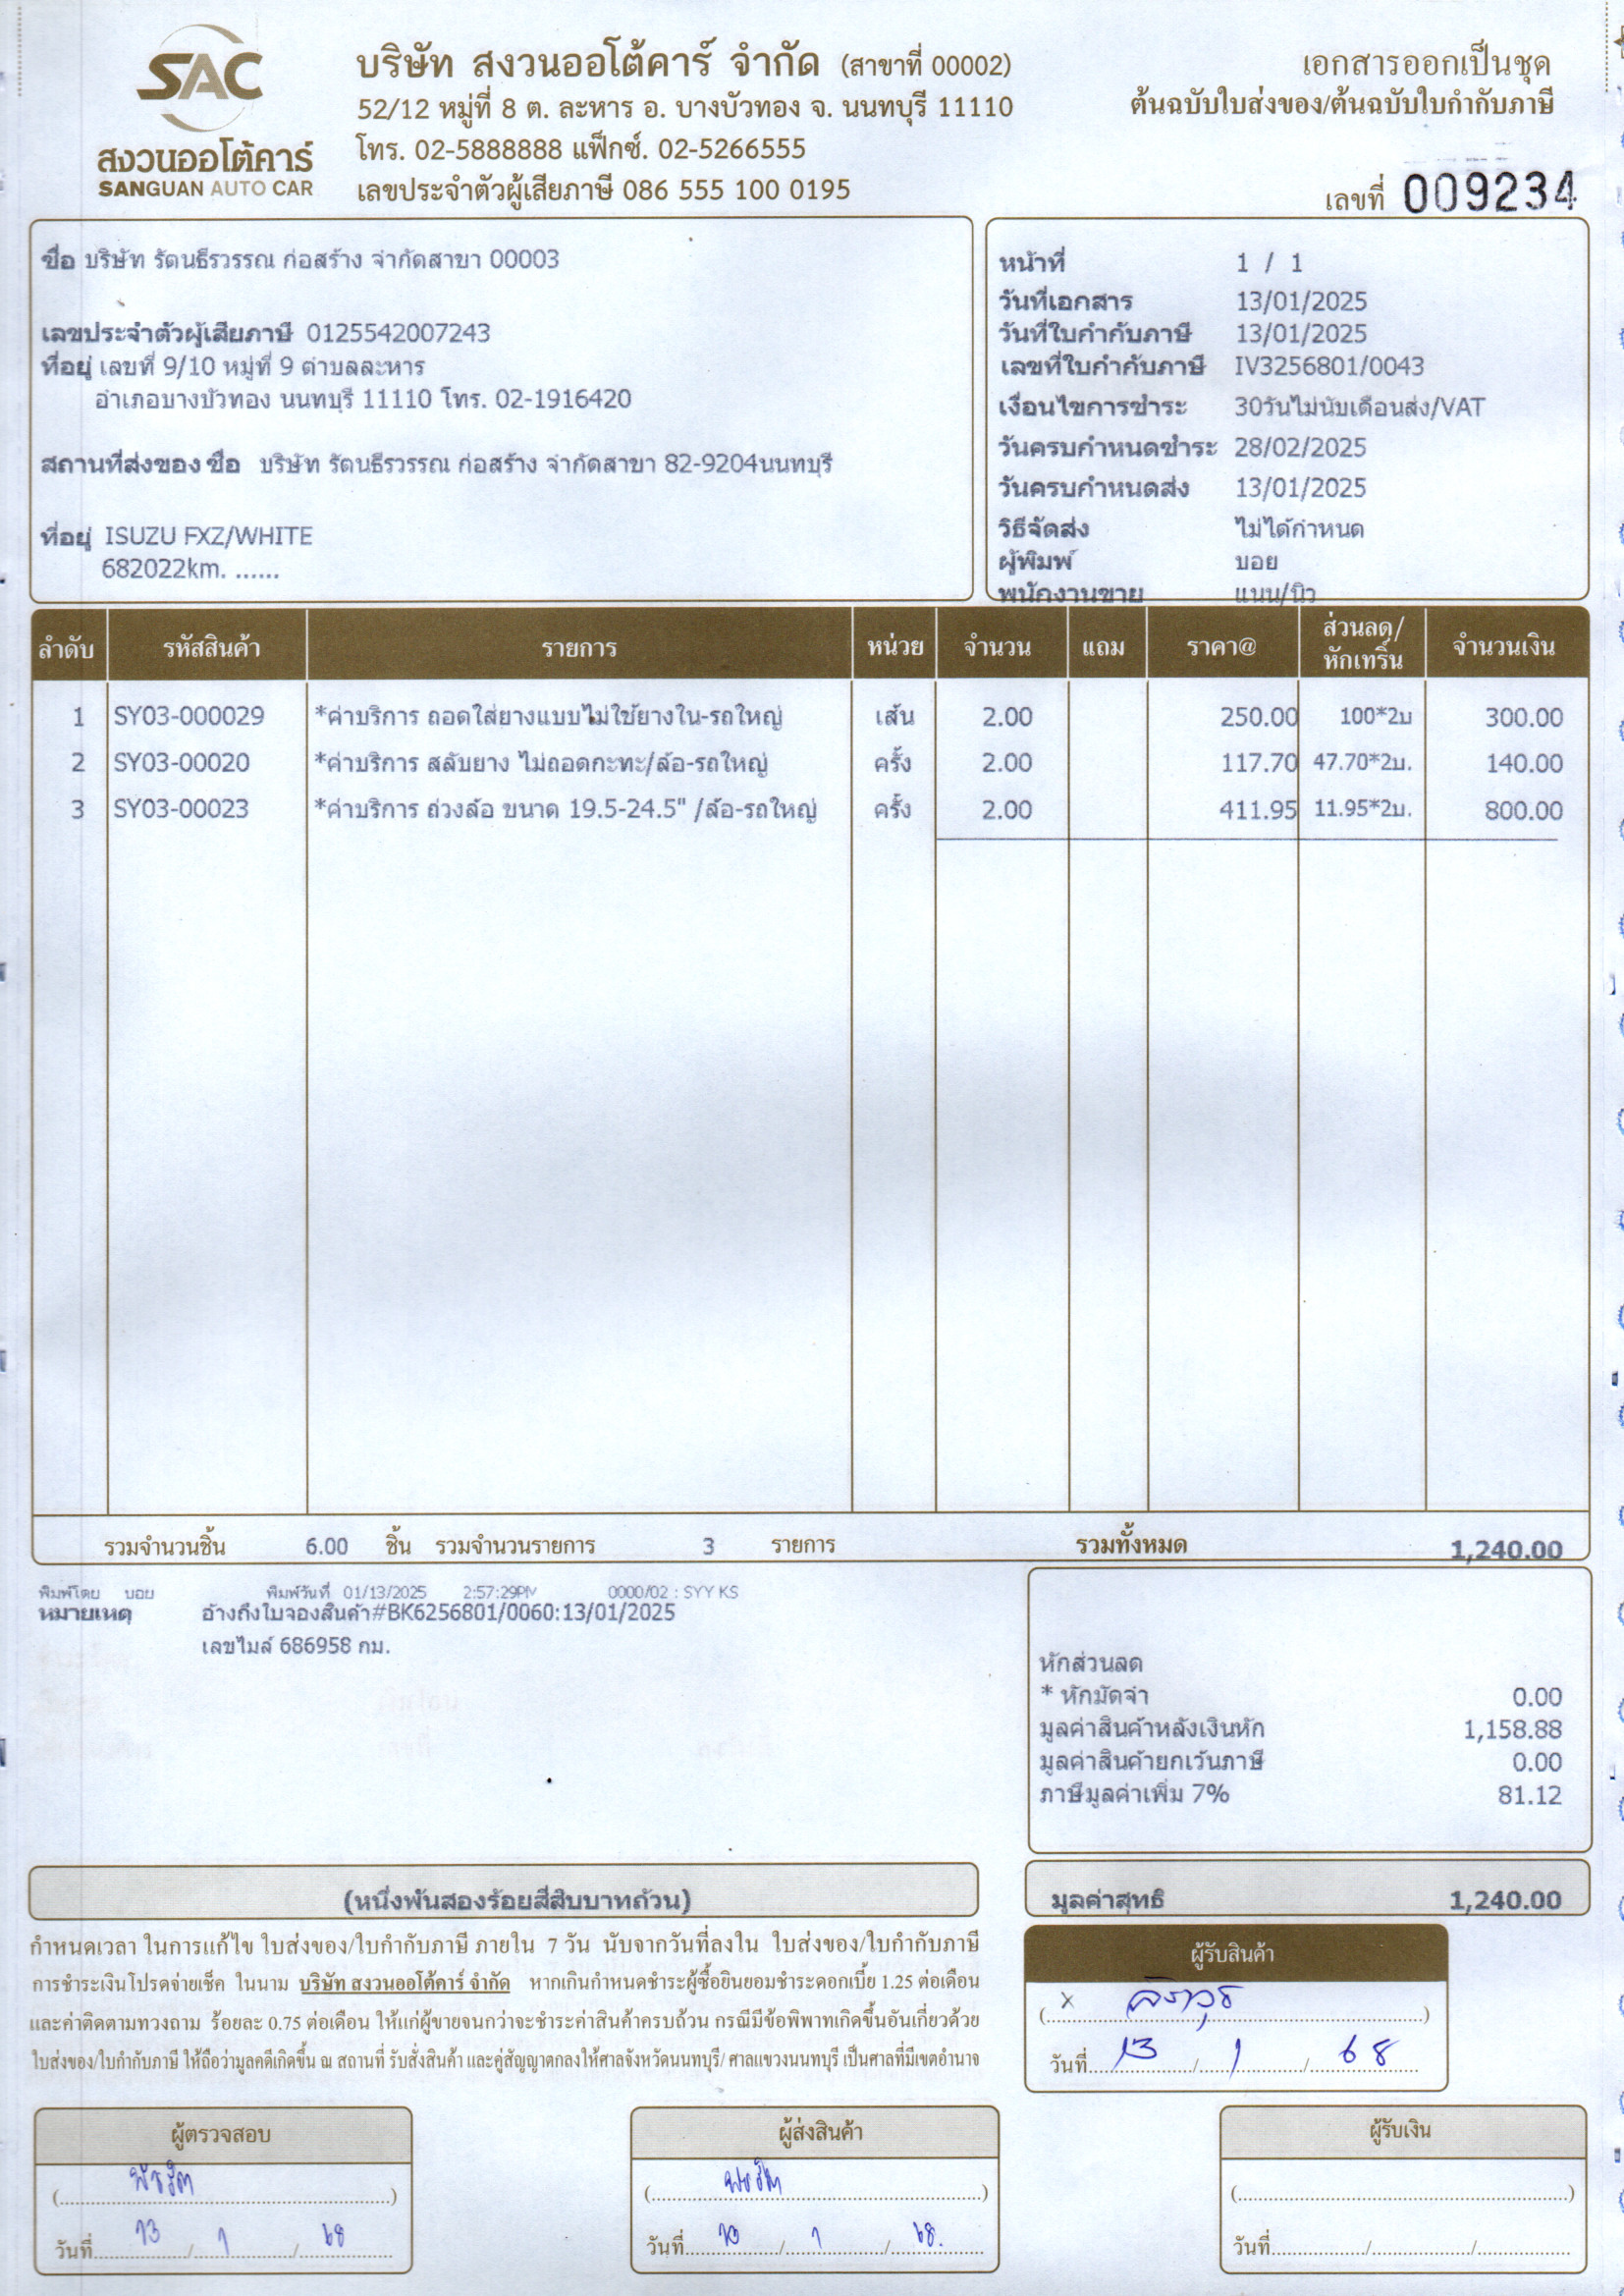 SAC
สงวนออโต้คาร์
SANGUAN AUTO CAR
บริษัท สงวนออโต้คาร์ จำกัด (สาขาที่ 00002)
52/12 หมู่ที่ 8 ต. ละหาร อ. บางบัวทอง จ. นนทบุรี 11110
โทร. 02-5888888 แฟ็กซ์. 02-5266555
เลขประจำตัวผู้เสียภาษี 086 555 100 0195
เอกสารออกเป็นชุด
ต้นฉบับใบส่งของ/ต้นฉบับใบกำกับภาษี
เลขที่ 009234
ชื่อ บริษัท รัตนธีรวรรณ ก่อสร้าง จำกัดสาขา 00003
เลขประจำตัวผู้เสียภาษี 0125542007243
ที่อยู่ เลขที่ 9/10 หมู่ที่ 9 ตำบลละหาร
อำเภอบางบัวทอง นนทบุรี 11110 โทร. 02-1916420
สถานที่ส่งของ ชื่อ บริษัท รัตนธีรวรรณ ก่อสร้าง จำกัดสาขา 82-9204นนทบุรี
ที่อยู่ ISUZU FXZ/WHITE
682022km. ......
หน้าที่ 1 / 1
วันที่เอกสาร 13/01/2025
วันที่ใบกำกับภาษี 13/01/2025
เลขที่ใบกำกับภาษี IV3256801/0043
เงื่อนไขการชำระ 30วันไม่นับเดือนส่ง/VAT
วันครบกำหนดชำระ 28/02/2025
วันครบกำหนดส่ง 13/01/2025
วิธีจัดส่ง ไม่ได้กำหนด
ผู้พิมพ์ บอย
พนักงานขาย แนน/นิว
ลำดับ รหัสสินค้า รายการ หน่วย จำนวน แถม ราคา@ ส่วนลด/หักเทริ์น จำนวนเงิน
1 SY03-000029 *ค่าบริการ ถอดใส่ยางแบบไม่ใช้ยางใน-รถใหญ่ เส้น 2.00 250.00 100*2บ 300.00
2 SY03-00020 *ค่าบริการ สลับยาง ไม่ถอดกะทะ/ล้อ-รถใหญ่ ครั้ง 2.00 117.70 47.70*2บ. 140.00
3 SY03-00023 *ค่าบริการ ถ่วงล้อ ขนาด 19.5-24.5" /ล้อ-รถใหญ่ ครั้ง 2.00 411.95 11.95*2บ. 800.00
รวมจำนวนชิ้น 6.00 ชิ้น รวมจำนวนรายการ 3 รายการ รวมทั้งหมด 1,240.00
พิมพ์โดย บอย พิมพ์วันที่ 01/13/2025 2:57:29PM 0000/02 : SYY KS
หมายเหตุ อ้างถึงใบจองสินค้า#BK6256801/0060:13/01/2025
เลขไมล์ 686958 กม.
หักส่วนลด
* หักมัดจำ 0.00
มูลค่าสินค้าหลังเงินหัก 1,158.88
มูลค่าสินค้ายกเว้นภาษี 0.00
ภาษีมูลค่าเพิ่ม 7% 81.12
(หนึ่งพันสองร้อยสี่สิบบาทถ้วน)
มูลค่าสุทธิ 1,240.00
กำหนดเวลา ในการแก้ไข ใบส่งของ/ใบกำกับภาษี ภายใน 7 วัน นับจากวันที่ลงใน ใบส่งของ/ใบกำกับภาษี
การชำระเงินโปรดจ่ายเช็ค ในนาม บริษัท สงวนออโต้คาร์ จำกัด หากเกินกำหนดชำระผู้ซื้อยินยอมชำระดอกเบี้ย 1.25 ต่อเดือน
และค่าติดตามทวงถาม ร้อยละ 0.75 ต่อเดือน ให้แก่ผู้ขายจนกว่าจะชำระค่าสินค้าครบถ้วน กรณีมีข้อพิพาทเกิดขึ้นอันเกี่ยวด้วย
ใบส่งของ/ใบกำกับภาษี ให้ถือว่ามูลคดีเกิดขึ้น ณ สถานที่ รับสั่งสินค้า และคู่สัญญาตกลงให้ศาลจังหวัดนนทบุรี/ ศาลแขวงนนทบุรี เป็นศาลที่มีเขตอำนาจ
ผู้รับสินค้า
วันที่ 13 / 1 / 68
ผู้ตรวจสอบ
วันที่ 13 / 1 / 68
ผู้ส่งสินค้า
วันที่ 13 / 1 / 68.
ผู้รับเงิน
วันที่